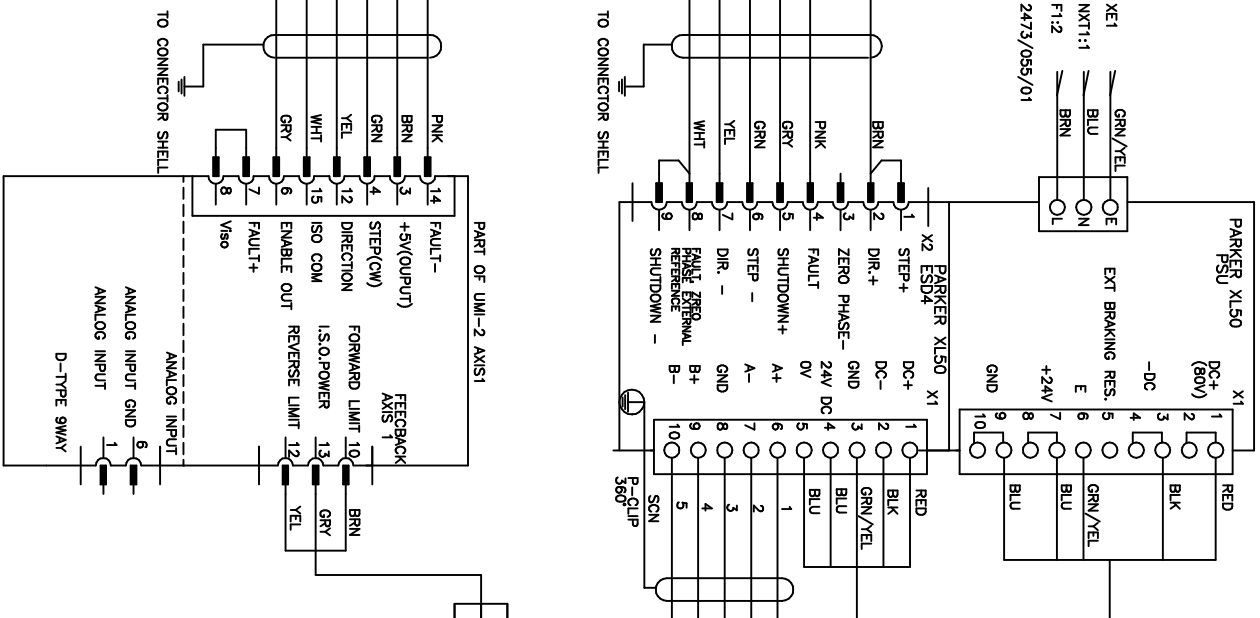 XE1
NXT1:1
F1:2
2473/055/01
GRN/YEL
BLU
BRN
E
N
L
PARKER XL50
PSU
EXT BRAKING RES.
X1
DC+
(80V)
-DC
E
+24V
GND
1
2
3
4
5
6
7
8
9
10
RED
BLK
GRN/YEL
BLU
BLU
TO CONNECTOR SHELL
BRN
PNK
GRY
GRN
YEL
WHT
X2
1
2
3
4
5
6
7
8
9
STEP+
DIR.+
ZERO PHASE-
FAULT
SHUTDOWN+
STEP -
DIR. -
FAULT, ZREO
PHASE EXTERNAL
REFERENCE
SHUTDOWN -
PARKER XL50
ESD4
X1
DC+
DC-
GND
24V DC
0V
A+
A-
GND
B+
B-
1
2
3
4
5
6
7
8
9
10
RED
BLK
GRN/YEL
BLU
BLU
1
2
3
4
5
SCN
P-CLIP
360°
TO CONNECTOR SHELL
PNK
BRN
GRN
YEL
WHT
GRY
14
3
4
12
15
6
7
8
FAULT-
+5V(OUPUT)
STEP(CW)
DIRECTION
ISO COM
ENABLE OUT
FAULT+
Viso
PART OF UMI-2 AXIS1
FEECBACK
AXIS 1
FORWARD LIMIT
I.S.O.POWER
REVERSE LIMIT
10
13
12
BRN
GRY
YEL
ANALOG INPUT
ANALOG INPUT GND
ANALOG INPUT
6
1
D-TYPE 9WAY